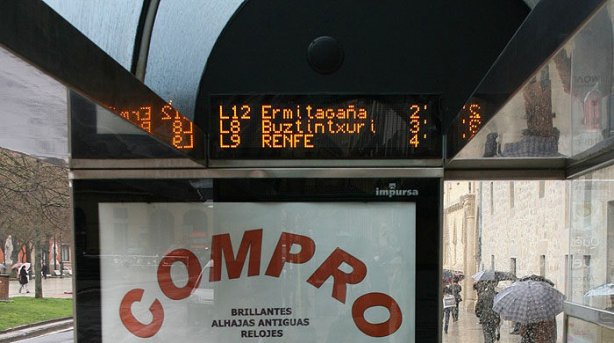 L12 Ermitagaña 2'
L8 Buztintxuri 3'
L9 RENFE 4'
impursa
COMPRO
BRILLANTES
ALHAJAS ANTIGUAS
RELOJES